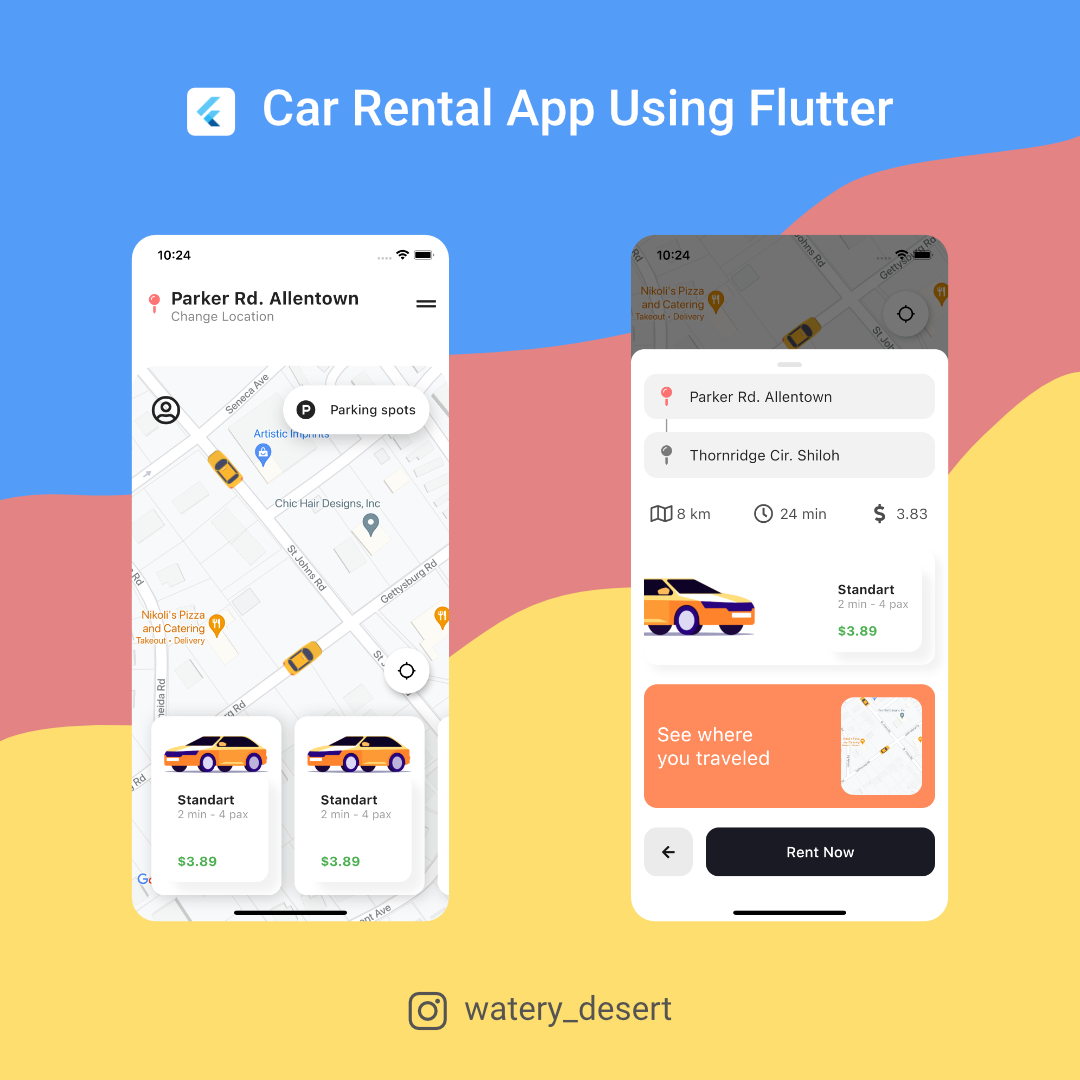 Car Rental App Using Flutter
10:24
Parker Rd. Allentown
Change Location
Seneca Ave
P
Parking spots
Artistic Imprints
Chic Hair Designs, Inc
St Johns Rd
Gettysburg Rd
Nikoli's Pizza
and Catering
Takeout • Delivery
St
neida Rd
Rd
Standart
2 min - 4 pax
$3.89
Standart
2 min - 4 pax
$3.89
Go
ant Ave
10:24
Johns Rd
Gettysburg Rd
Nikoli's Pizza
and Catering
Takeout • Delivery
St Jo
Parker Rd. Allentown
Thornridge Cir. Shiloh
8 km
24 min
$ 3.83
Standart
2 min - 4 pax
$3.89
See where
you traveled
Rent Now
watery_desert